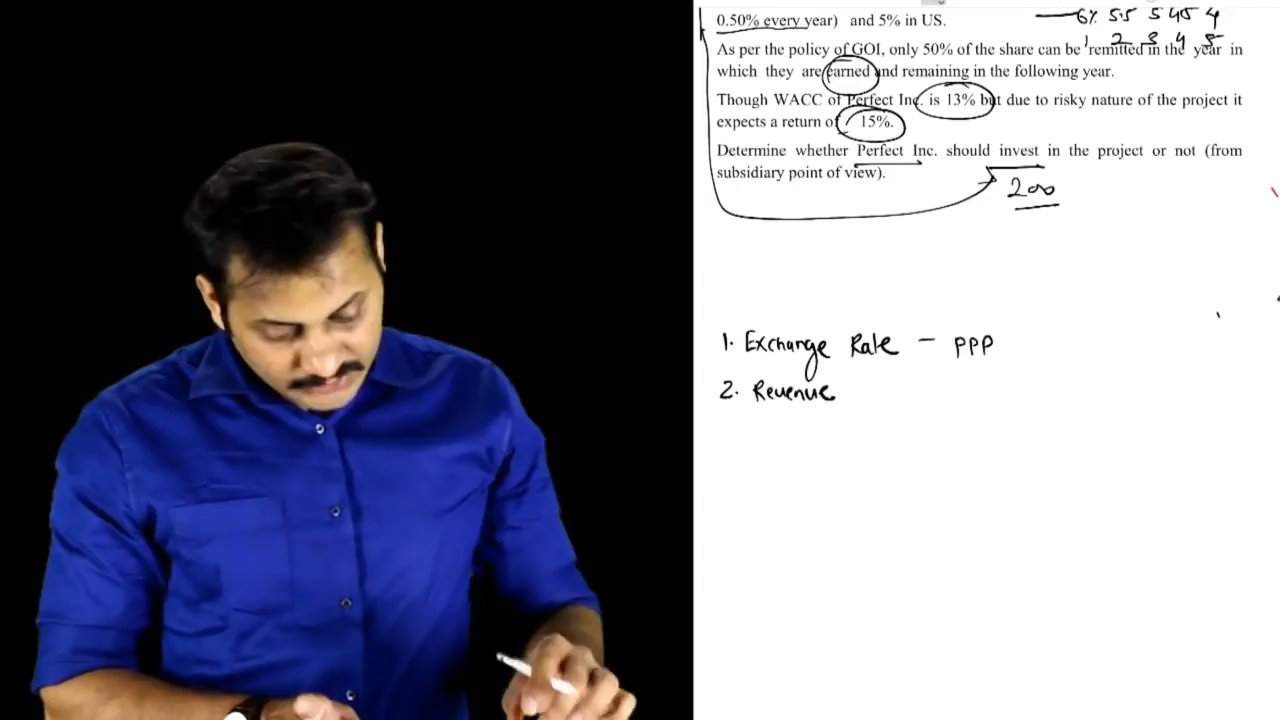 0.50% every year) and 5% in US.
6% 5.5 5 4.5 4
1 2 3 4 5
As per the policy of GOI, only 50% of the share can be remitted in the year in
which they are earned and remaining in the following year.
Though WACC of Perfect Inc. is 13% but due to risky nature of the project it
expects a return of 15%.
Determine whether Perfect Inc. should invest in the project or not (from
subsidiary point of view).
200
1. Exchange Rate - PPP
2. Revenue